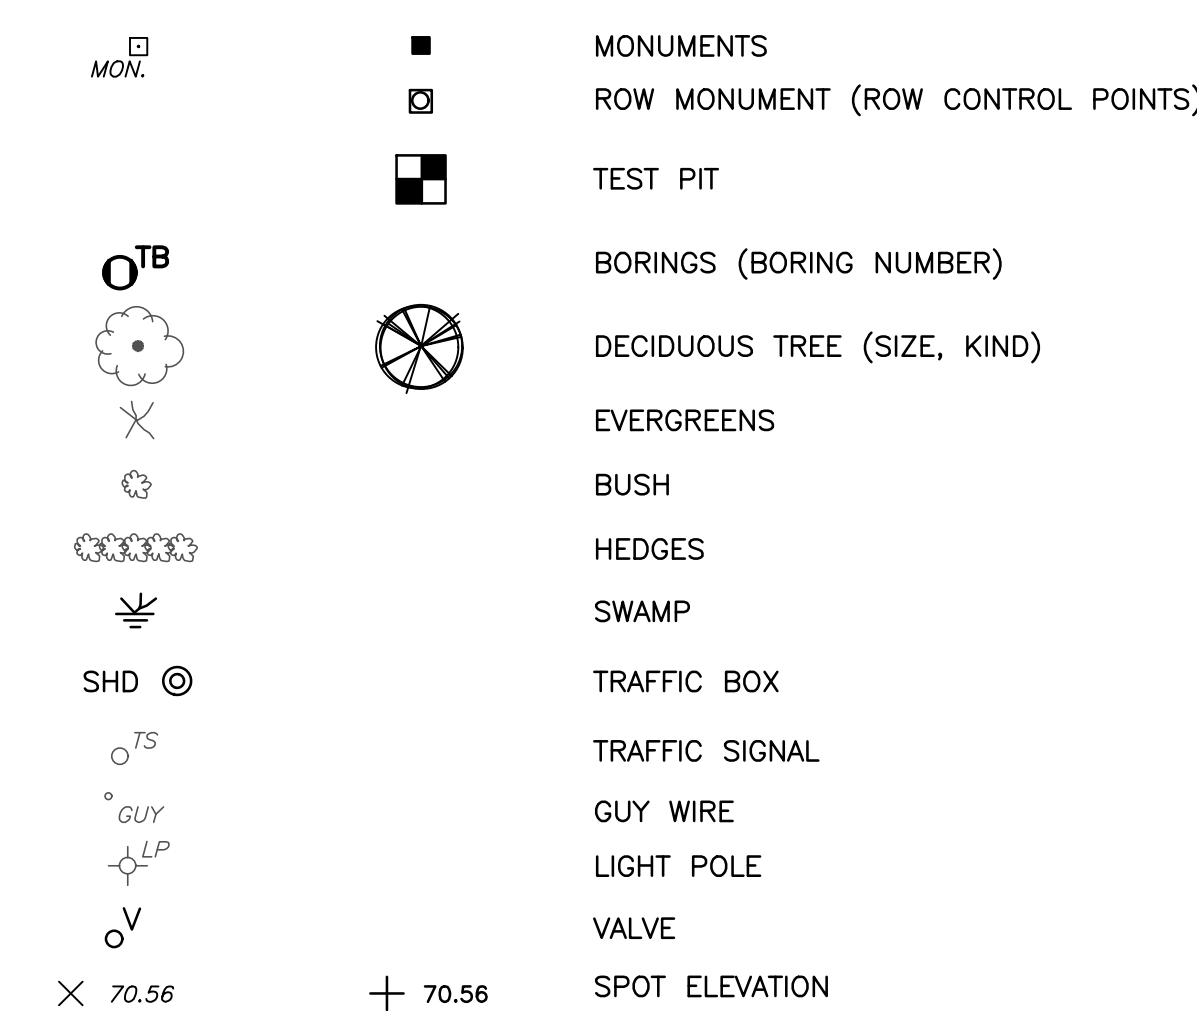 MONUMENTS
MON.
ROW MONUMENT (ROW CONTROL POINTS)
TEST PIT
TB
BORINGS (BORING NUMBER)
DECIDUOUS TREE (SIZE, KIND)
EVERGREENS
BUSH
HEDGES
SWAMP
SHD TRAFFIC BOX
TS
TRAFFIC SIGNAL
GUY GUY WIRE
LP
LIGHT POLE
V
VALVE
70.56 70.56 SPOT ELEVATION